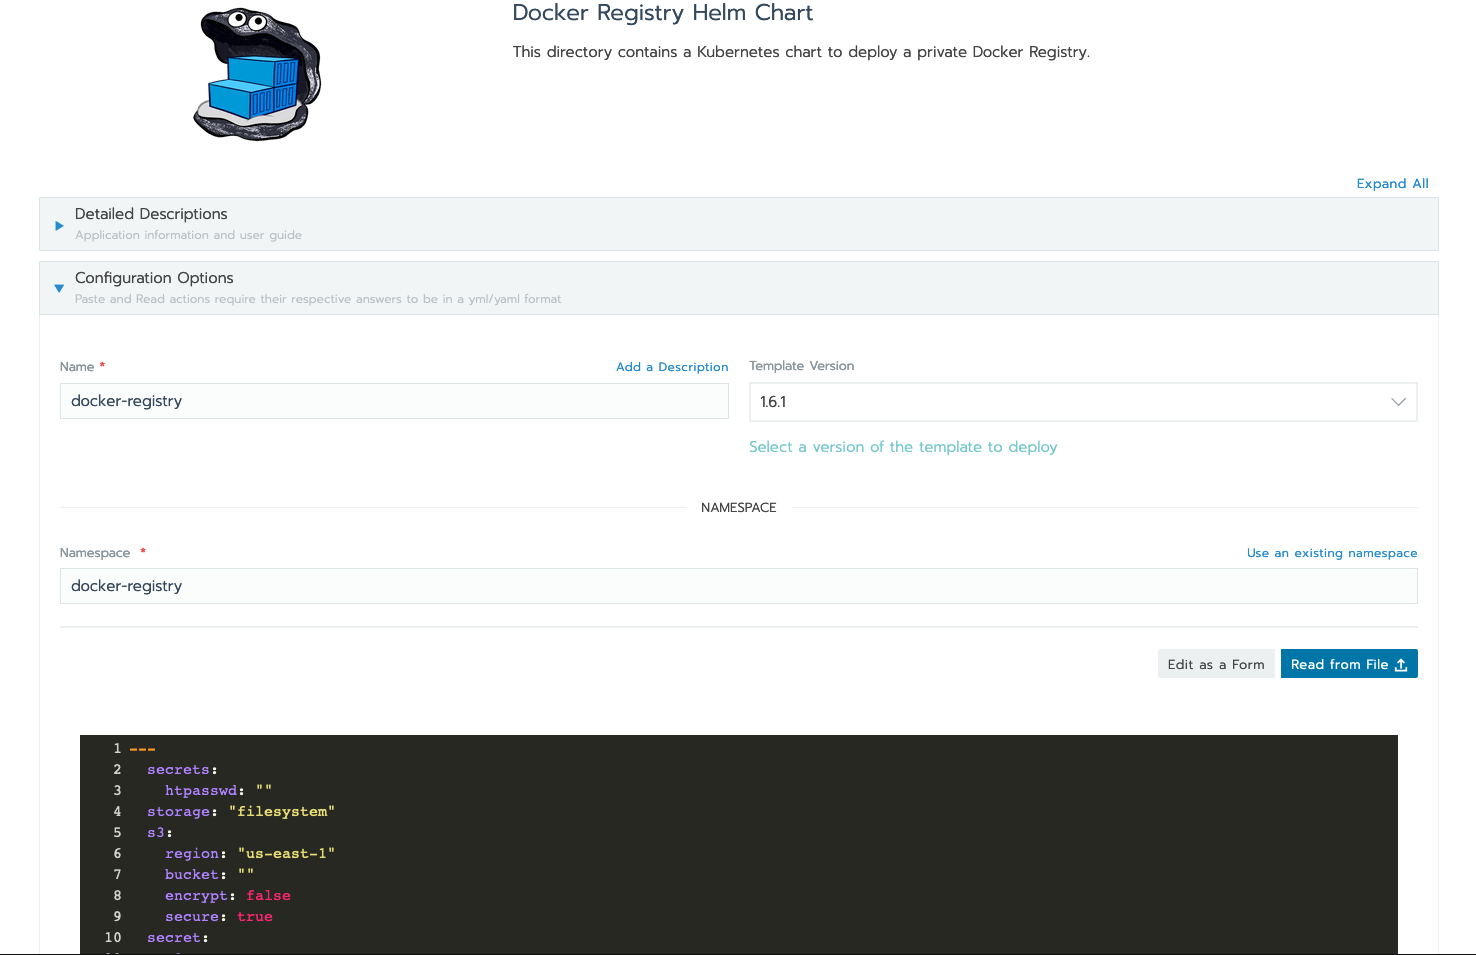 Docker Registry Helm Chart
This directory contains a Kubernetes chart to deploy a private Docker Registry.
Expand All
Detailed Descriptions
Application information and user guide
Configuration Options
Paste and Read actions require their respective answers to be in a yml/yaml format
Name *
Add a Description
Template Version
docker-registry
1.6.1
Select a version of the template to deploy
NAMESPACE
Namespace *
Use an existing namespace
docker-registry
Edit as a Form
Read from File
1 ---
2 secrets:
3 htpasswd: ""
4 storage: "filesystem"
5 s3:
6 region: "us-east-1"
7 bucket: ""
8 encrypt: false
9 secure: true
10 secret: